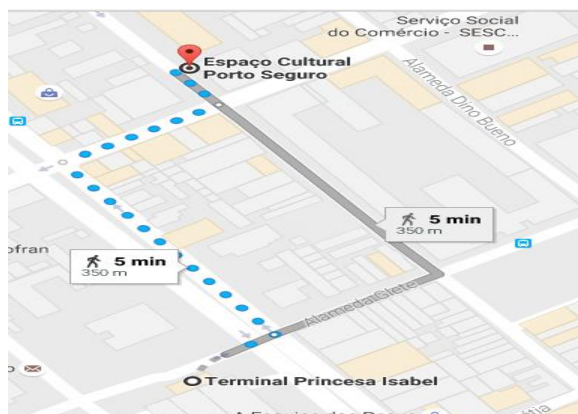 Serviço Social
do Comércio - SESC...
Espaço Cultural
Porto Seguro
Alameda Dino Bueno
5 min
350 m
ofran
5 min
350 m
Alameda Glete
Terminal Princesa Isabel